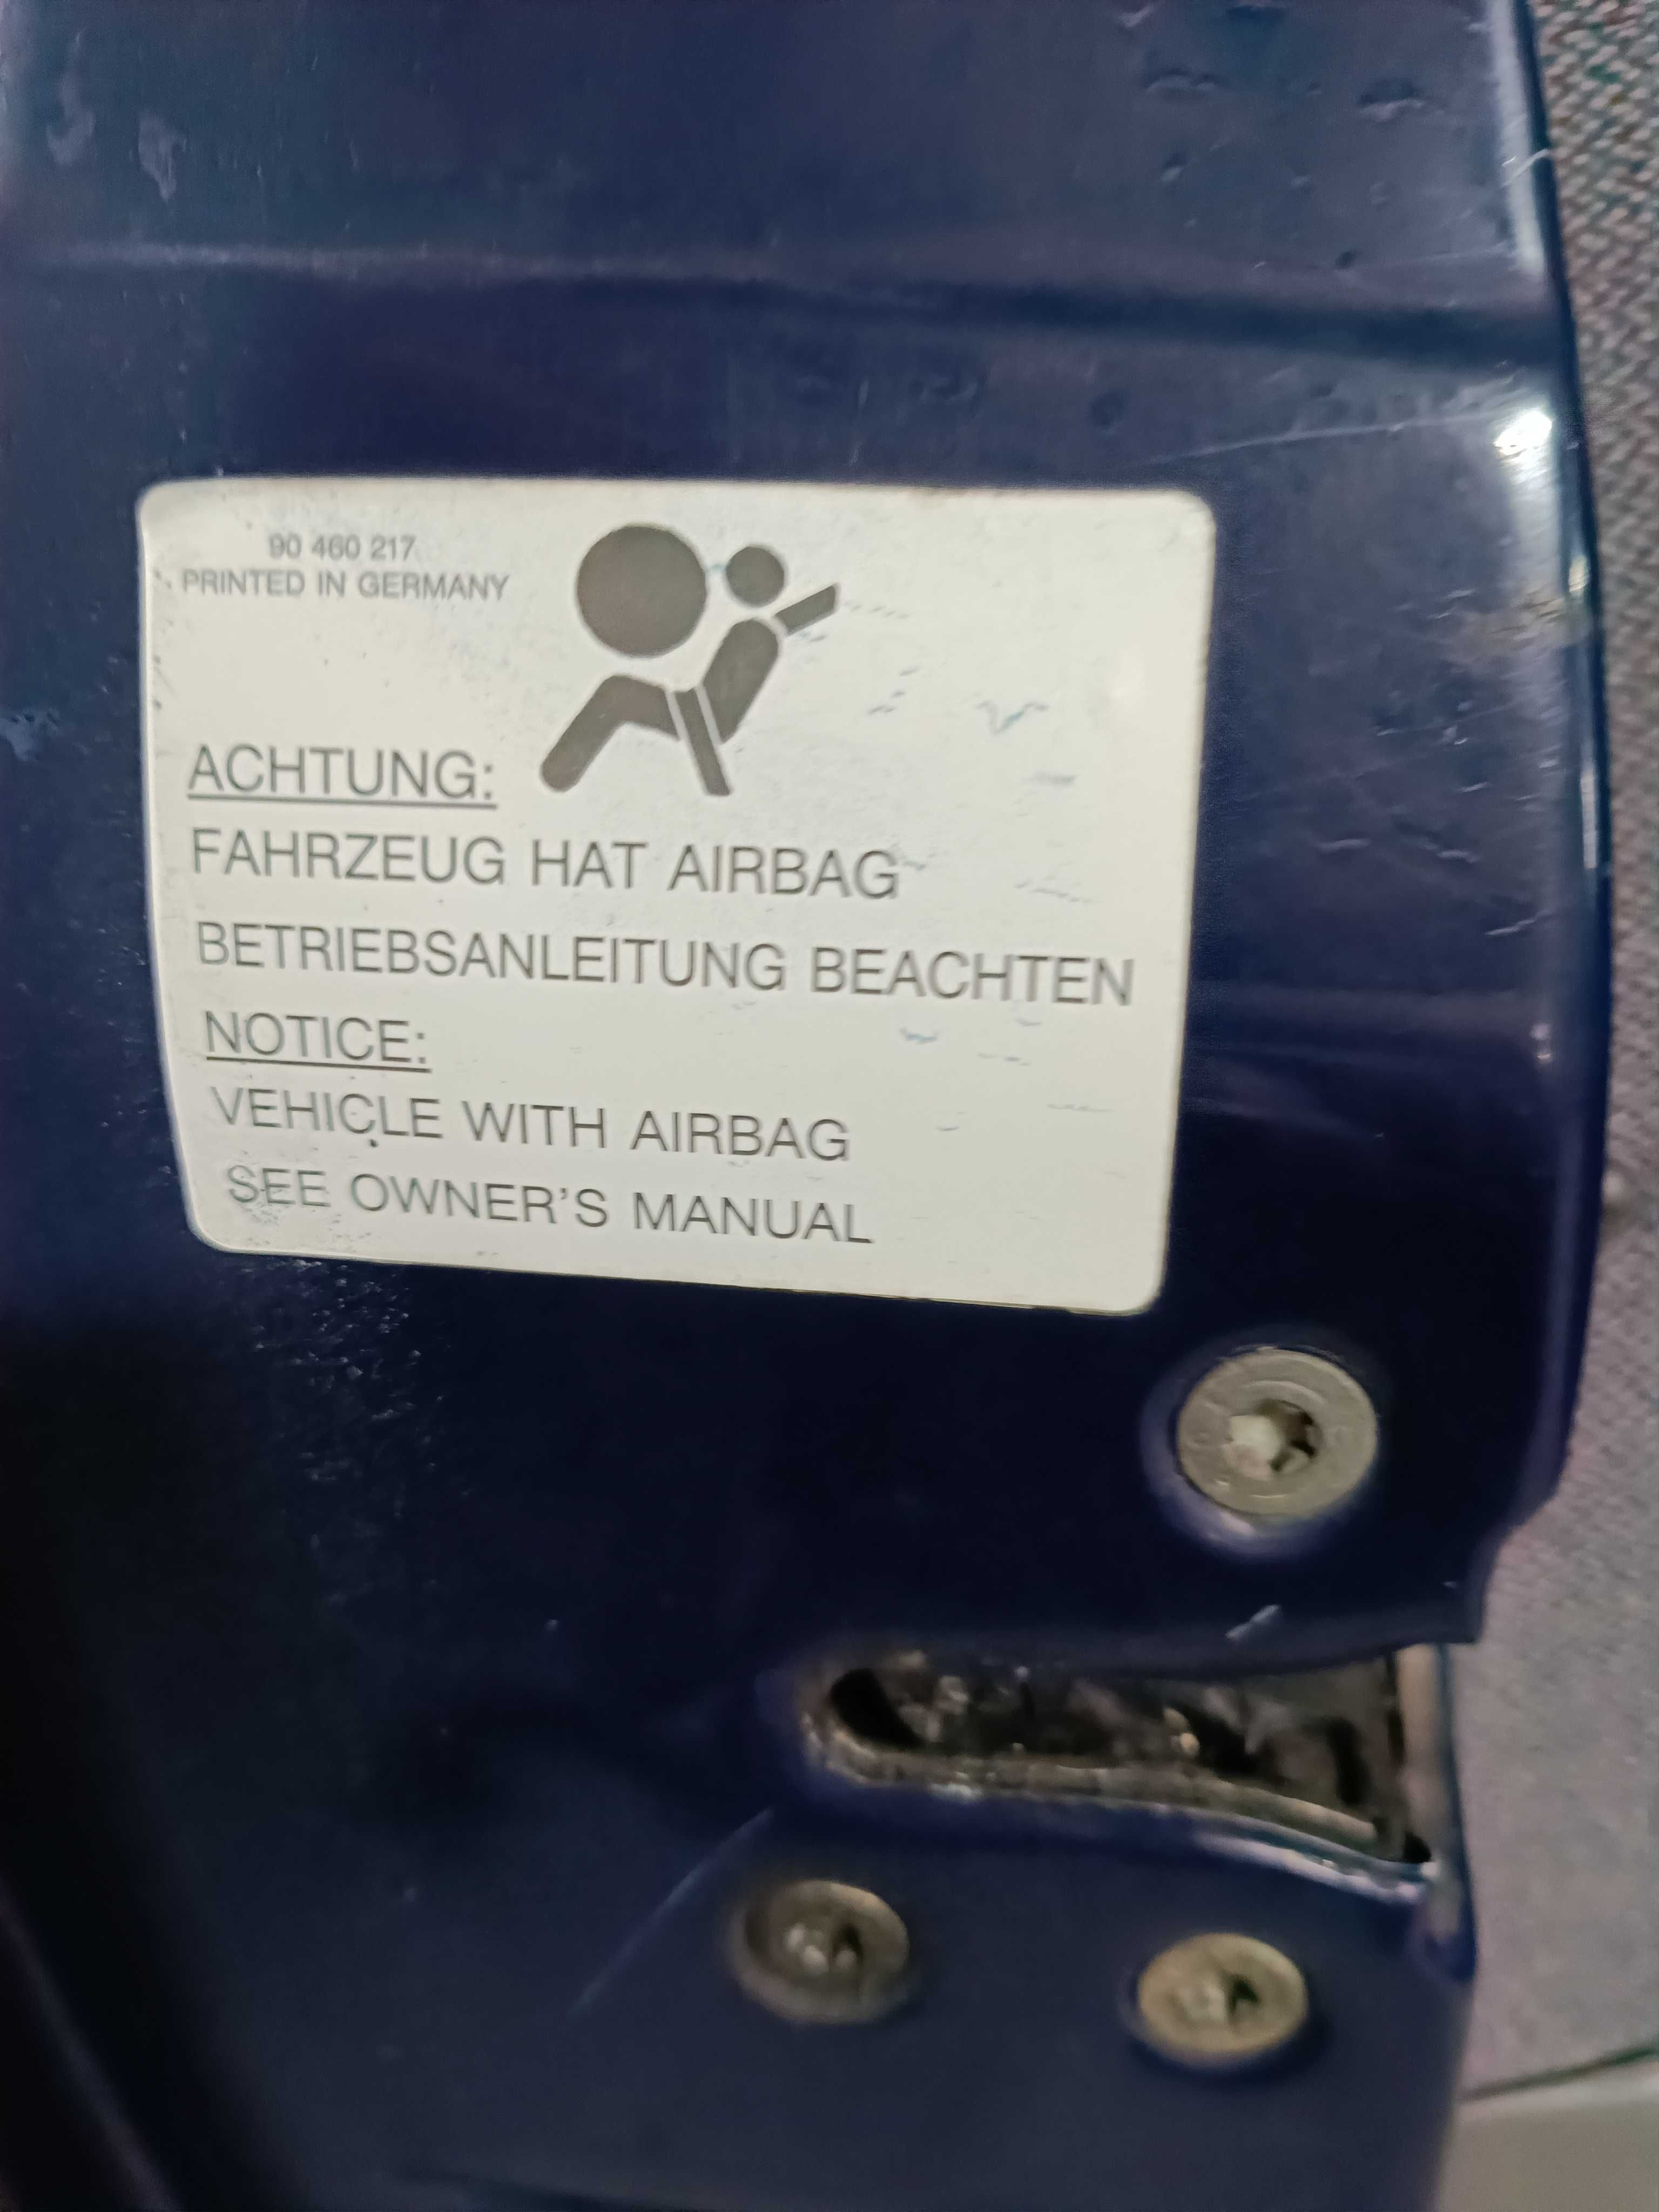 90 460 217
PRINTED IN GERMANY
ACHTUNG:
FAHRZEUG HAT AIRBAG
BETRIEBSANLEITUNG BEACHTEN
NOTICE:
VEHICLE WITH AIRBAG
SEE OWNER'S MANUAL